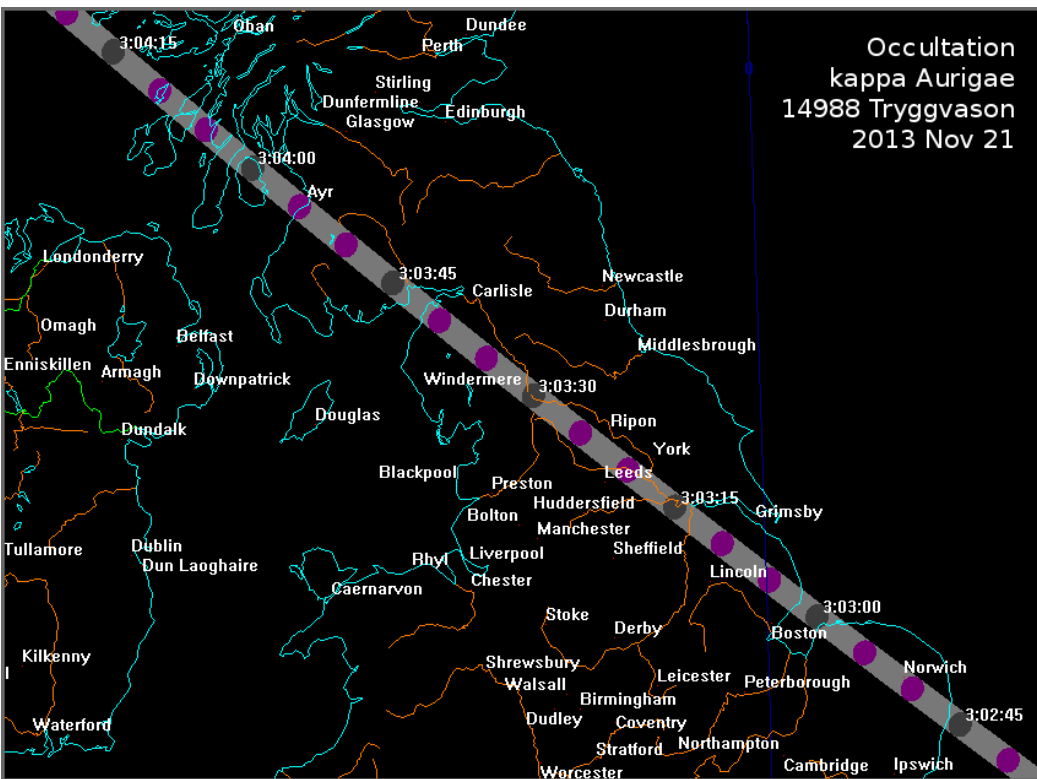 Occultation
kappa Aurigae
14988 Tryggvason
2013 Nov 21
0
Oban
Dundee
3:04:15
Perth
Stirling
Dunfermline
Edinburgh
Glasgow
3:04:00
Ayr
Londonderry
3:03:45
Newcastle
Carlisle
Durham
Omagh
Belfast
Middlesbrough
Enniskillen
Armagh
Downpatrick
Windermere
3:03:30
Douglas
Ripon
Dundalk
York
Blackpool
Leeds
Preston
3:03:15
Huddersfield
Grimsby
Bolton
Manchester
Tullamore
Dublin
Sheffield
Liverpool
Rhyl
Dun Laoghaire
Lincoln
Chester
Caernarvon
3:03:00
Stoke
Derby
Boston
Kilkenny
Shrewsbury
Norwich
l
Leicester
Walsall
Peterborough
Birmingham
3:02:45
Waterford
Dudley
Coventry
Stratford
Northampton
Cambridge
Ipswich
Worcester